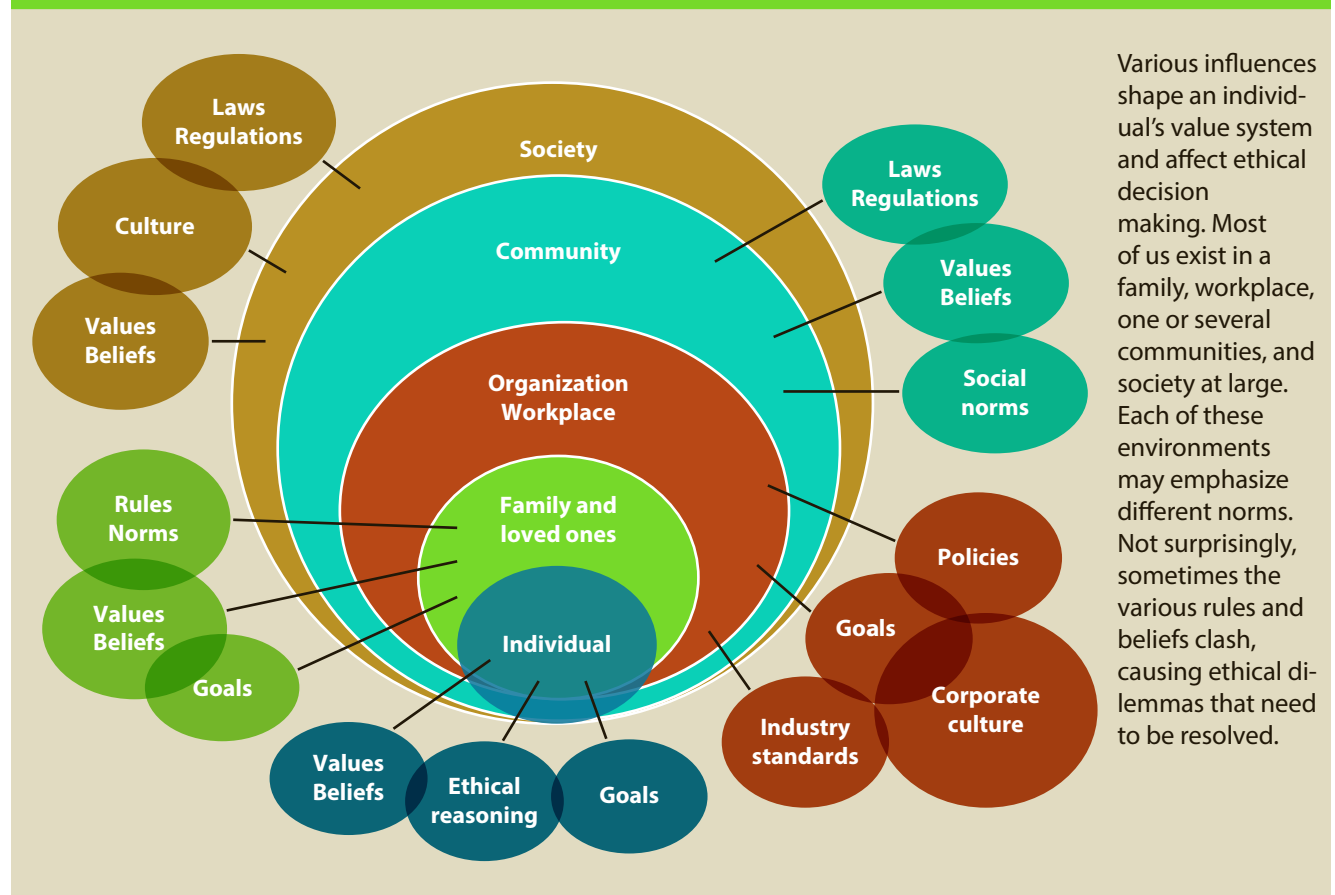 Laws
Regulations
Culture
Values
Beliefs
Society
Community
Organization
Workplace
Family and
loved ones
Individual
Laws
Regulations
Values
Beliefs
Social
norms
Rules
Norms
Values
Beliefs
Goals
Policies
Goals
Corporate
culture
Industry
standards
Values
Beliefs
Ethical
reasoning
Goals
Various influences
shape an individ-
ual’s value system
and affect ethical
decision
making. Most
of us exist in a
family, workplace,
one or several
communities, and
society at large.
Each of these
environments
may emphasize
different norms.
Not surprisingly,
sometimes the
various rules and
beliefs clash,
causing ethical di-
lemmas that need
to be resolved.